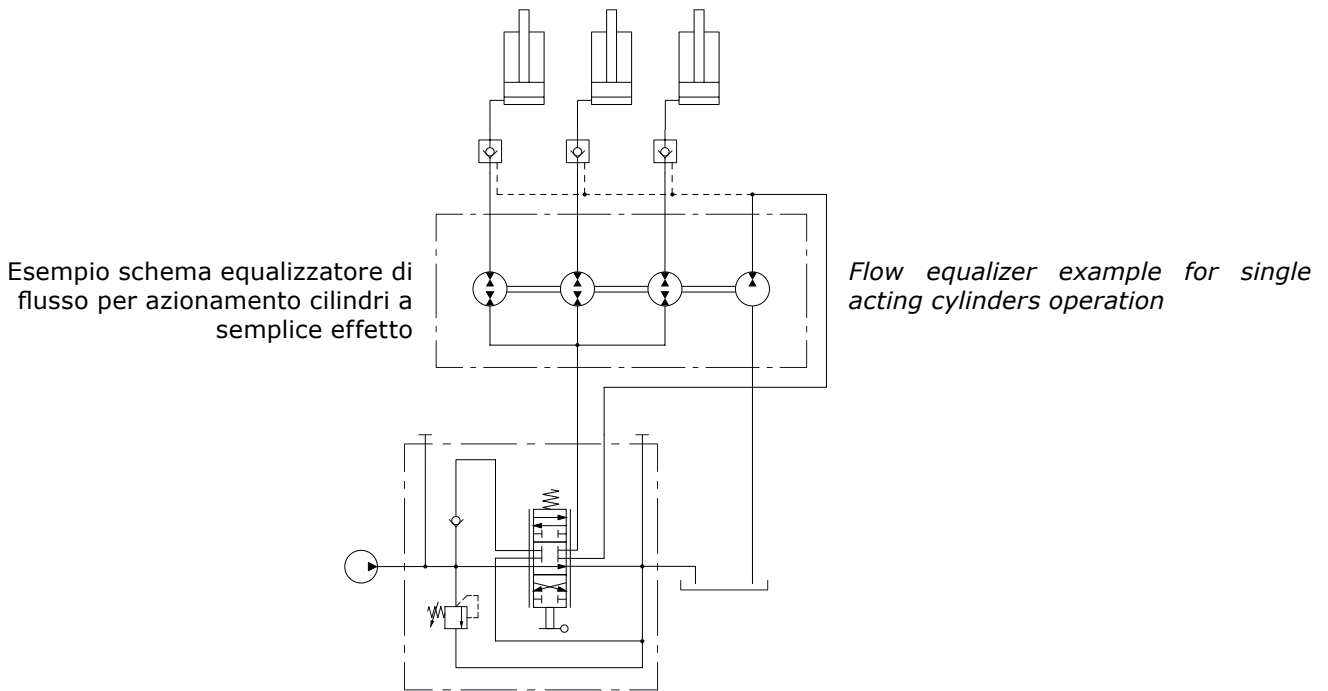 Esempio schema equalizzatore di
flusso per azionamento cilindri a
semplice effetto
Flow equalizer example for single
acting cylinders operation